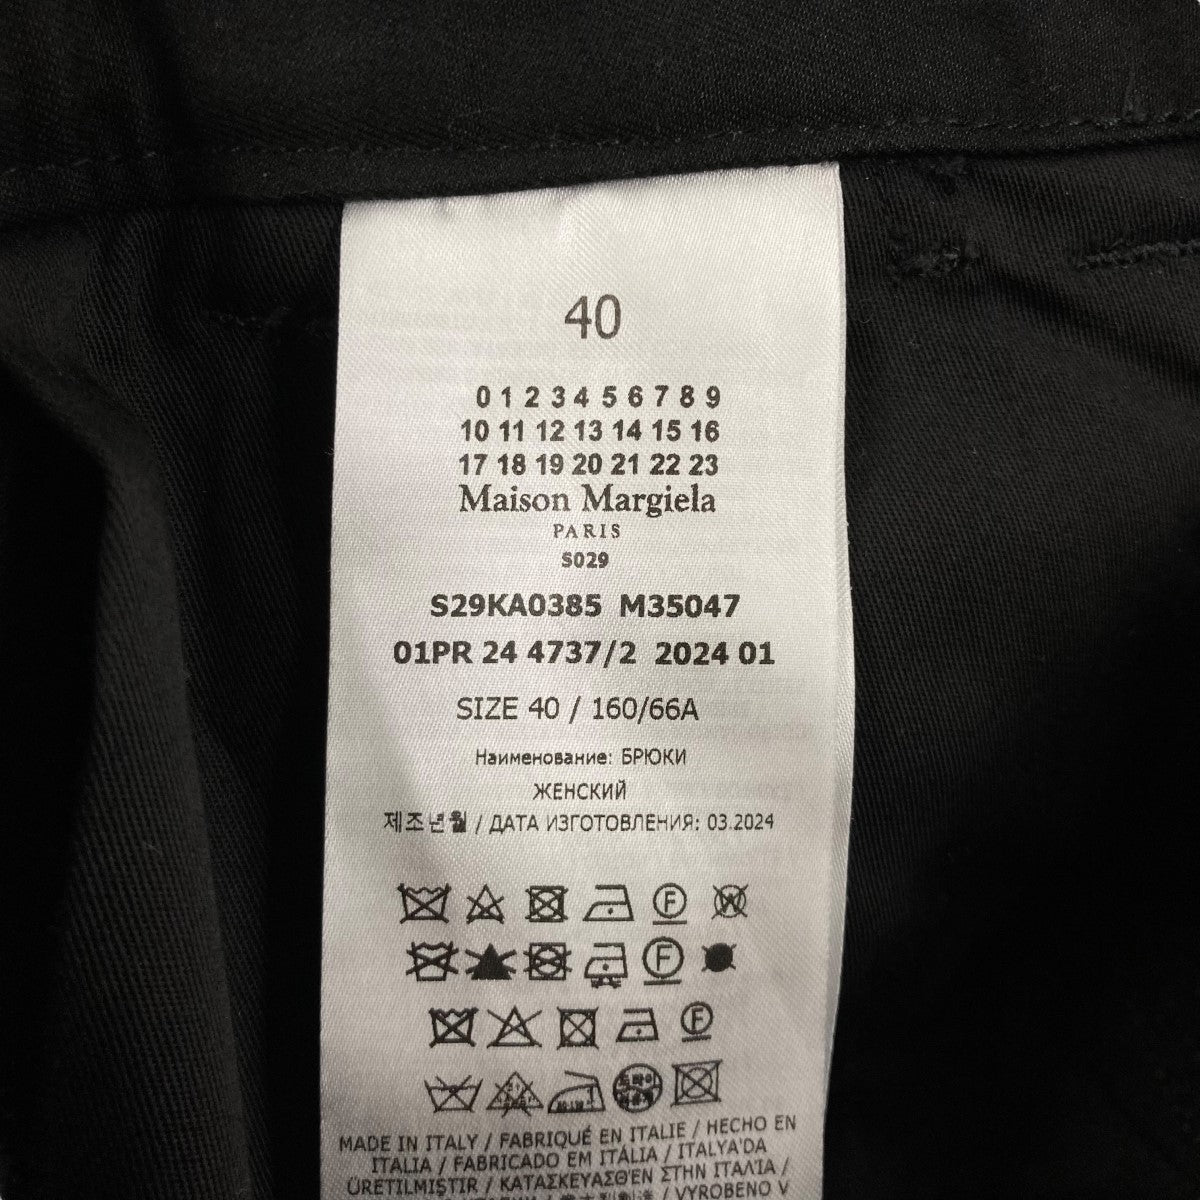 40
0 1 2 3 4 5 6 7 8 9
10 11 12 13 14 15 16
17 18 19 20 21 22 23
Maison Margiela
PARIS
S029
S29KA0385 M35047
01PR 24 4737/2 2024 01
SIZE 40 / 160/66A
Наименование: БРЮКИ
ЖЕНСКИЙ
제조년월 / ДАТА ИЗГОТОВЛЕНИЯ: 03.2024
F W
F
F
MADE IN ITALY / FABRIQUÉ EN ITALIE / HECHO EN
ITALIA / FABRICADO EM ITÁLIA / ITALYA'DA
ÜRETILMIŞTIR / ΚΑΤΑΣΚΕΥΑΣΘΕΝ ΣΤΗΝ ΙΤΑΛΊΑ /
/ VYROBENO V